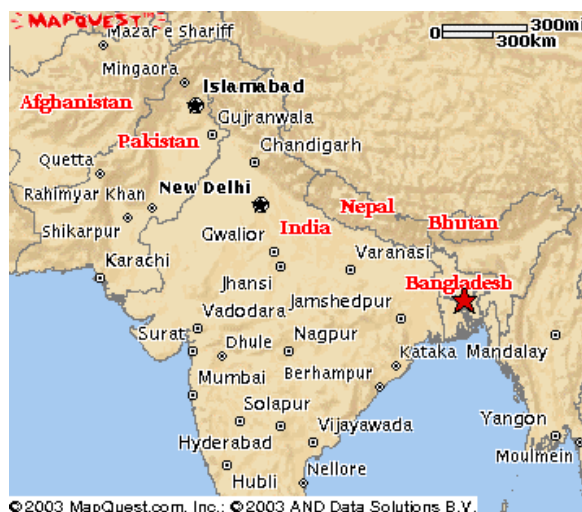 MAPQUEST
Mazar e Shariff
0 300mi
300km
Mingaora
Islamabad
Afghanistan
Gujranwala
Pakistan
Chandigarh
Quetta
Rahimyar Khan
New Delhi
Nepal
Bhutan
Shikarpur
India
Gwalior
Varanasi
Karachi
Jhansi
Bangladesh
Vadodara
Jamshedpur
Surat
Dhule
Nagpur
Kataka
Mandalay
Mumbai
Berhampur
Solapur
Yangon
Hyderabad
Vijayawada
Moulmein
Hubli
Nellore
©2003 MapQuest.com, Inc.; ©2003 AND Data Solutions B.V.